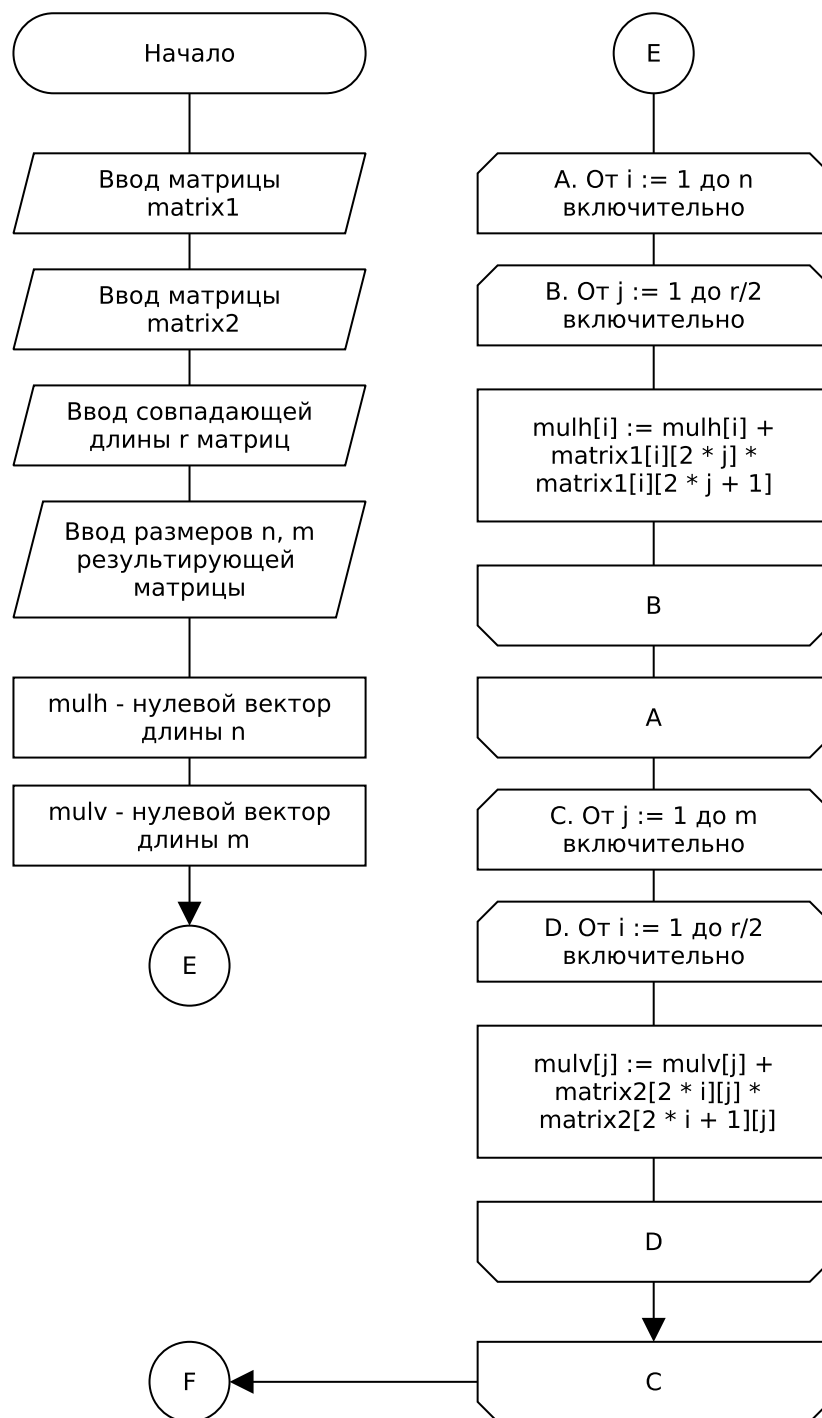 Начало
Ввод матрицы
matrix1
Ввод матрицы
matrix2
Ввод совпадающей
длины r матриц
Ввод размеров n, m
результирующей
матрицы
mulh - нулевой вектор
длины n
mulv - нулевой вектор
длины m
E
E
A. От i := 1 до n
включительно
B. От j := 1 до r/2
включительно
mulh[i] := mulh[i] +
matrix1[i][2 * j] *
matrix1[i][2 * j + 1]
B
A
C. От j := 1 до m
включительно
D. От i := 1 до r/2
включительно
mulv[j] := mulv[j] +
matrix2[2 * i][j] *
matrix2[2 * i + 1][j]
D
C
F